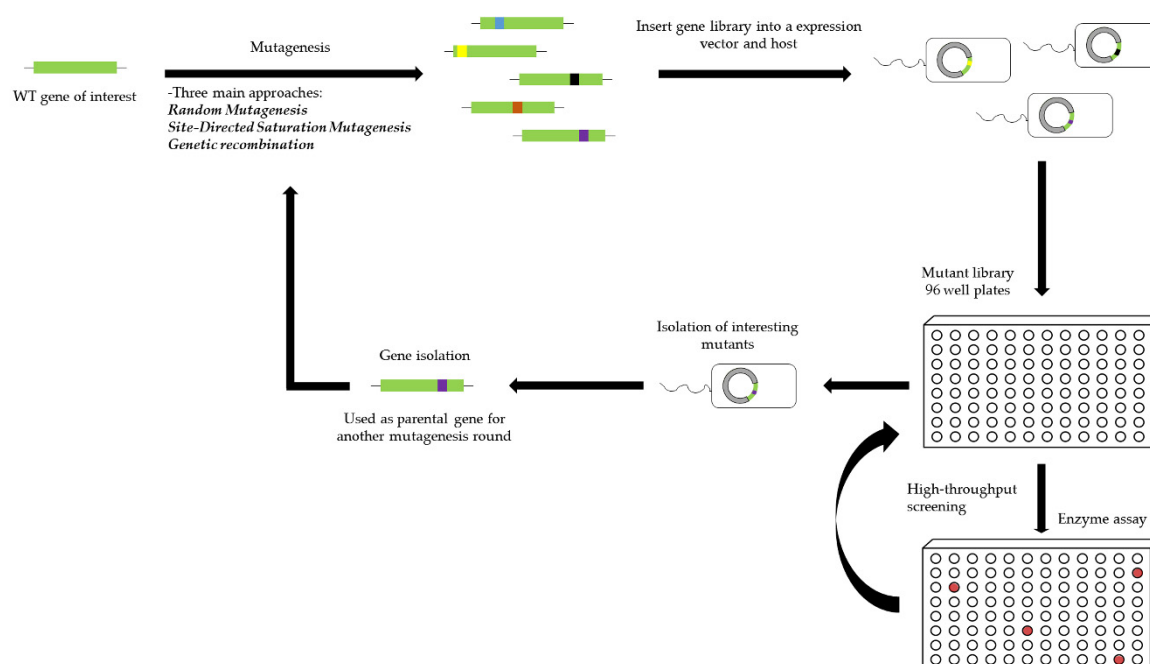 WT gene of interest
Mutagenesis
-Three main approaches:
Random Mutagenesis
Site-Directed Saturation Mutagenesis
Genetic recombination
Insert gene library into a expression
vector and host
Mutant library
96 well plates
High-throughput
screening
Enzyme assay
Isolation of interesting
mutants
Gene isolation
Used as parental gene for
another mutagenesis round